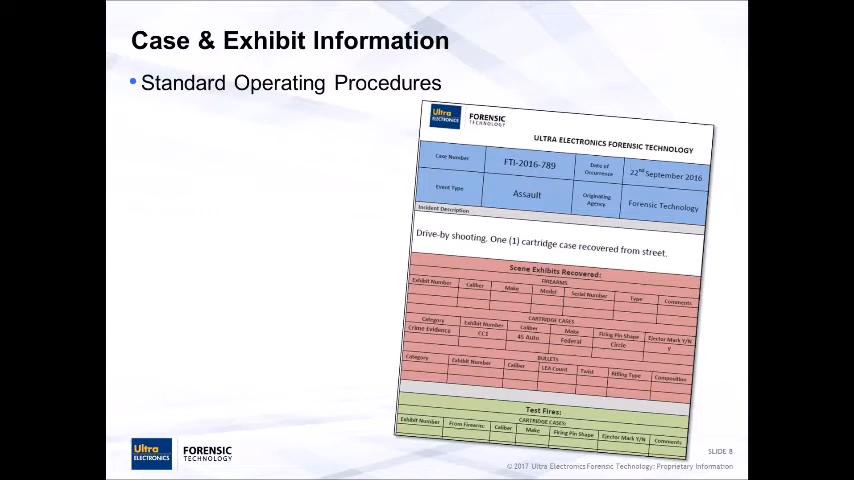 Case & Exhibit Information
• Standard Operating Procedures
Ultra ELECTRONICS FORENSIC TECHNOLOGY
ULTRA ELECTRONICS FORENSIC TECHNOLOGY
Case Number FTI-2016-789 Date of Occurrence 22nd September 2016
Event Type Assault Originating Agency Forensic Technology
Incident Description
Drive-by shooting. One (1) cartridge case recovered from street.
Scene Exhibits Recovered:
FIREARMS
Exhibit Number Caliber Make Model Serial Number Type Comments
CARTRIDGE CASES
Category Exhibit Number Caliber Make Firing Pin Shape Ejector Mark Y/N
Crime Evidence CC1 45 Auto Federal Circle Y
BULLETS
Category Exhibit Number Caliber LEA Count Twist Rifling Type Composition
Test Fires:
CARTRIDGE CASES:
Exhibit Number From Firearm: Caliber Make Firing Pin Shape Ejector Mark Y/N Comments
Ultra ELECTRONICS FORENSIC TECHNOLOGY
SLIDE 8
© 2017 Ultra Electronics Forensic Technology: Proprietary Information